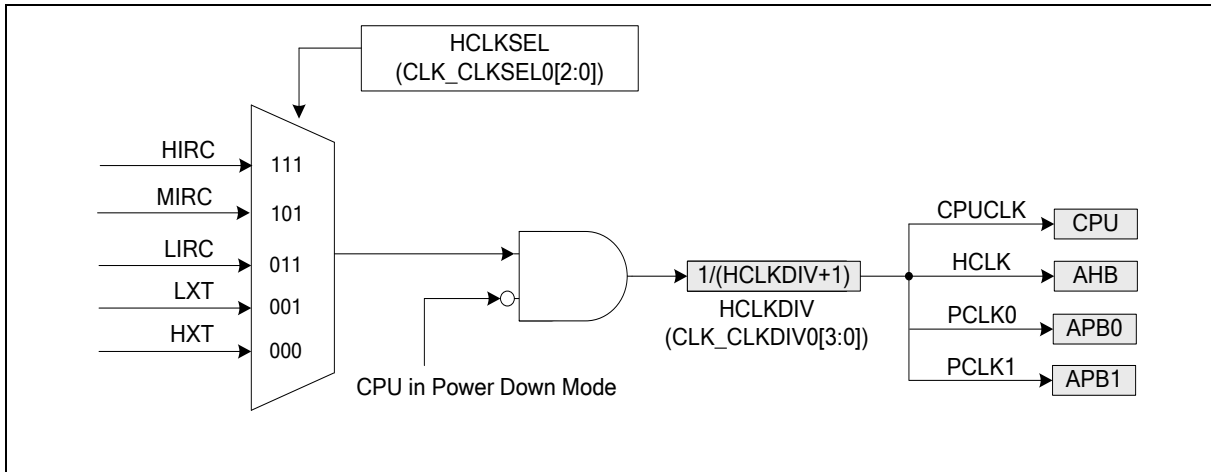 HCLKSEL
(CLK_CLKSEL0[2:0])
HIRC
111
MIRC
101
LIRC
011
LXT
001
HXT
000
CPU in Power Down Mode
1/(HCLKDIV+1)
HCLKDIV
(CLK_CLKDIV0[3:0])
CPUCLK
CPU
HCLK
AHB
PCLK0
APB0
PCLK1
APB1